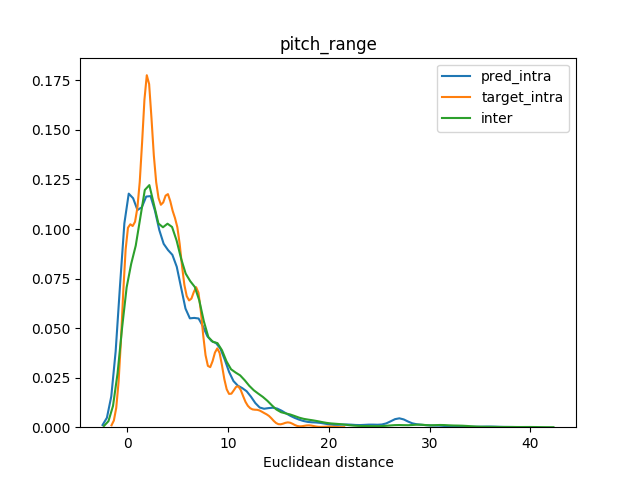 pitch_range
pred_intra
target_intra
inter
0.175
0.150
0.125
0.100
0.075
0.050
0.025
0.000
0 10 20 30 40
Euclidean distance